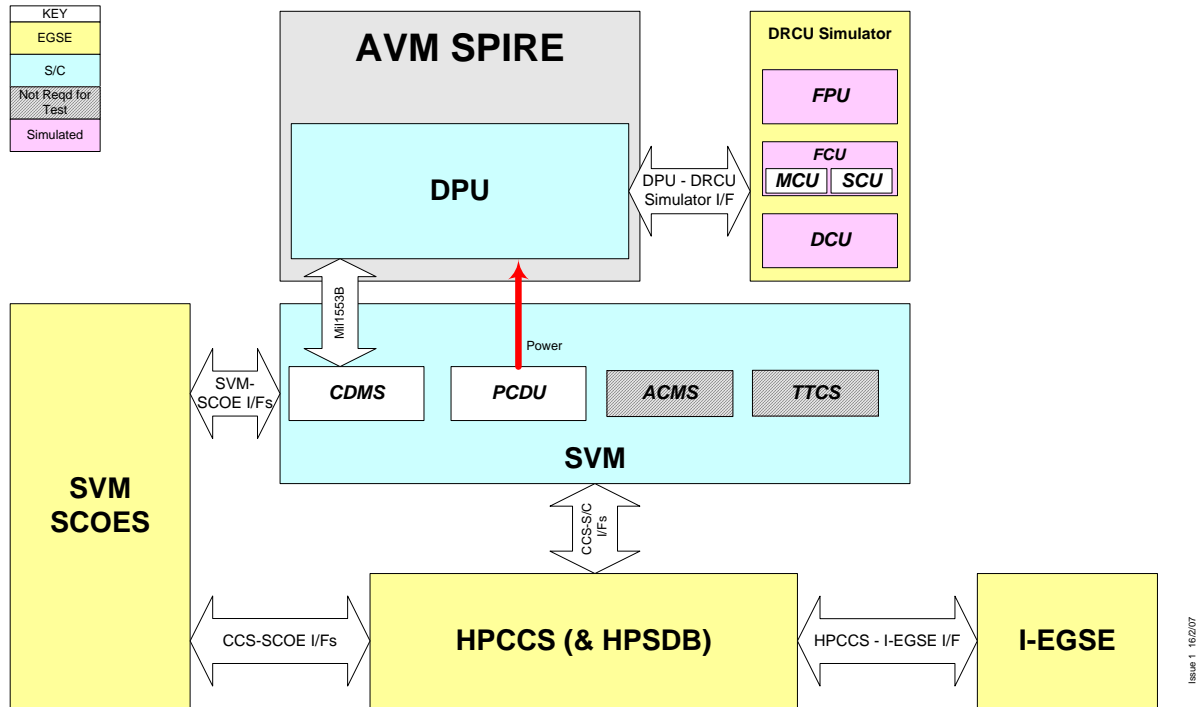 KEY
EGSE
S/C
Not Reqd for
Test
Simulated
AVM SPIRE
DPU
DPU - DRCU
Simulator I/F
DRCU Simulator
FPU
FCU
MCU SCU
DCU
Mil1553B
Power
SVM-
SCOE I/Fs
CDMS
PCDU
ACMS
TTCS
SVM
SVM
SCOES
CCS-S/C
I/Fs
CCS-SCOE I/Fs
HPCCS (& HPSDB)
HPCCS - I-EGSE I/F
I-EGSE
Issue 1 16/2/07